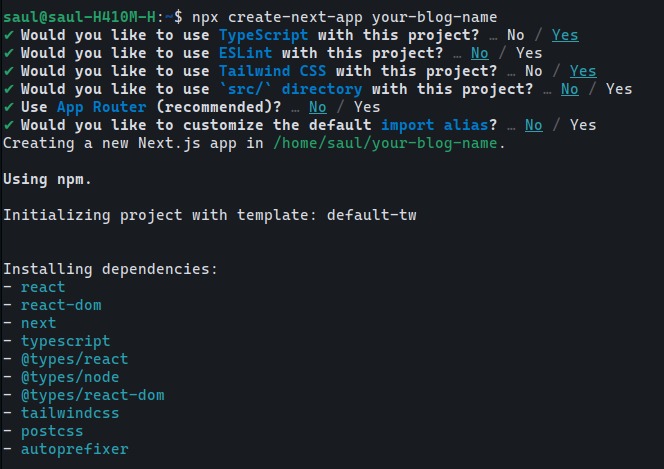 saul@saul-H410M-H:~$ npx create-next-app your-blog-name
✔ Would you like to use TypeScript with this project? … No / Yes
✔ Would you like to use ESLint with this project? … No / Yes
✔ Would you like to use Tailwind CSS with this project? … No / Yes
✔ Would you like to use `src/` directory with this project? … No / Yes
✔ Use App Router (recommended)? … No / Yes
✔ Would you like to customize the default import alias? … No / Yes
Creating a new Next.js app in /home/saul/your-blog-name.
Using npm.
Initializing project with template: default-tw
Installing dependencies:
- react
- react-dom
- next
- typescript
- @types/react
- @types/node
- @types/react-dom
- tailwindcss
- postcss
- autoprefixer